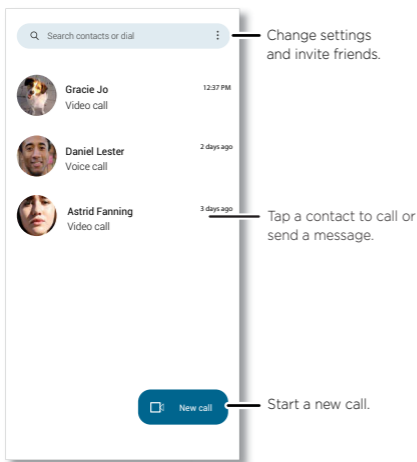 Search contacts or dial
Change settings
and invite friends.
Gracie Jo
12:37 PM
Video call
Daniel Lester
2 days ago
Voice call
Astrid Fanning
3 days ago
Video call
Tap a contact to call or
send a message.
New call
Start a new call.